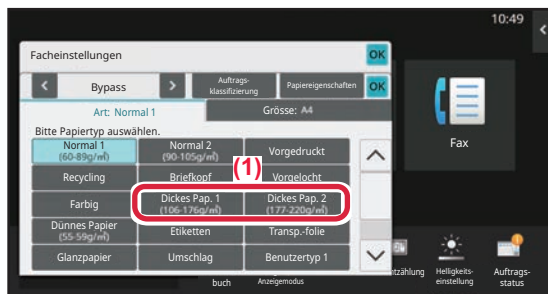 10:49
Facheinstellungen
OK
Bypass
Auftrags-
klassifizierung
Papiereigenschaften
OK
Art: Normal 1
Grösse: A4
Bitte Papiertyp auswählen.
Normal 1
(60-89g/㎡)
Normal 2
(90-105g/㎡)
Vorgedruckt
Recycling
Briefkopf
(1)
Vorgelocht
Farbig
Dickes Pap. 1
(106-176g/㎡)
Dickes Pap. 2
(177-220g/㎡)
Dünnes Papier
(55-59g/㎡)
Etiketten
Transp.-folie
Glanzpapier
Umschlag
Benutzertyp 1
Fax
buch
Anzeigemodus
tzählung
Helligkeits-
einstellung
Auftrags-
status